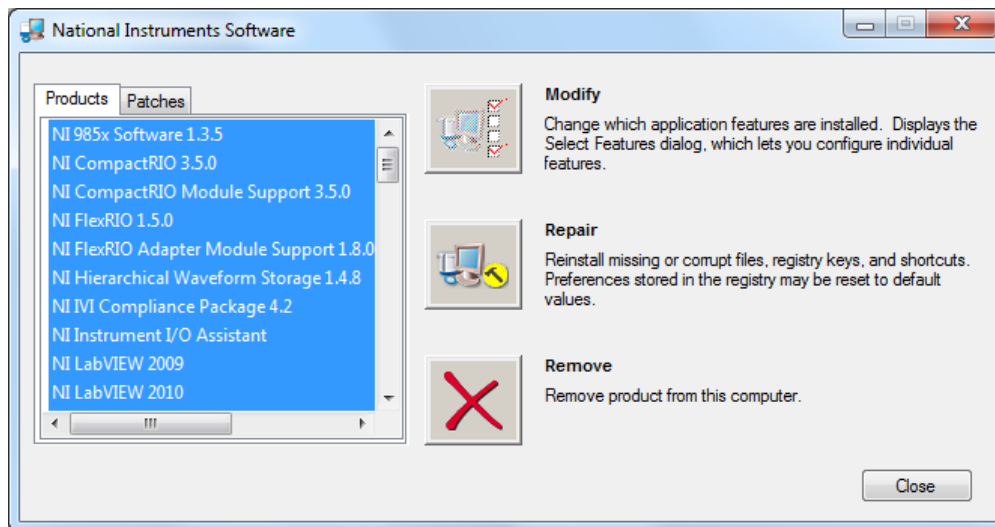 National Instruments Software
Products
Patches
NI 985x Software 1.3.5
NI CompactRIO 3.5.0
NI CompactRIO Module Support 3.5.0
NI FlexRIO 1.5.0
NI FlexRIO Adapter Module Support 1.8.0
NI Hierarchical Waveform Storage 1.4.8
NI IVI Compliance Package 4.2
NI Instrument I/O Assistant
NI LabVIEW 2009
NI LabVIEW 2010
Modify
Change which application features are installed. Displays the
Select Features dialog, which lets you configure individual
features.
Repair
Reinstall missing or corrupt files, registry keys, and shortcuts.
Preferences stored in the registry may be reset to default
values.
Remove
Remove product from this computer.
Close